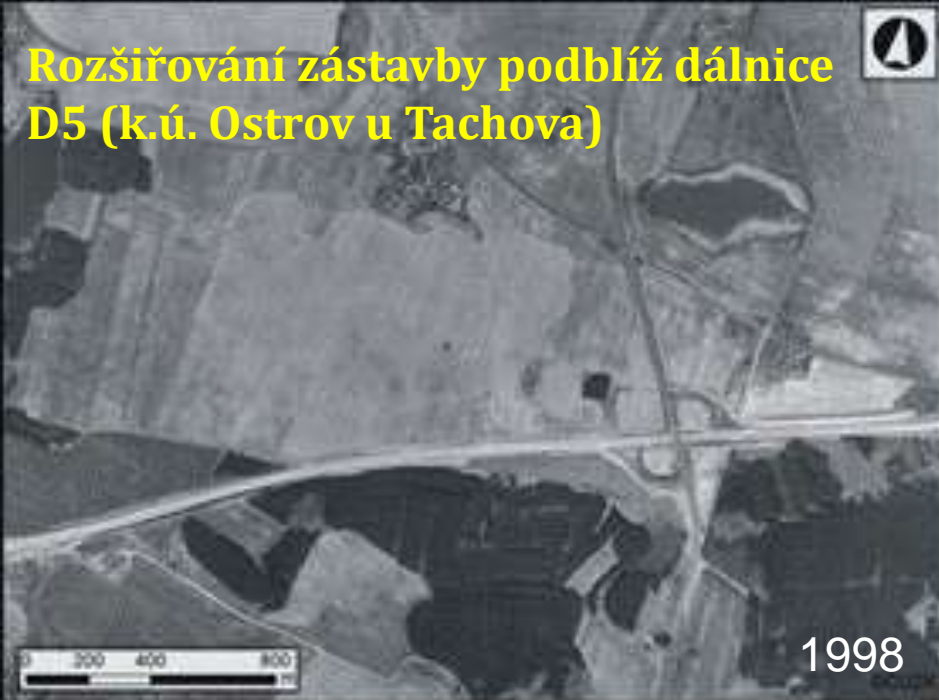 Rozšiřování zástavby podblíž dálnice
D5 (k.ú. Ostrov u Tachova)
0 200 400 800
m
1998